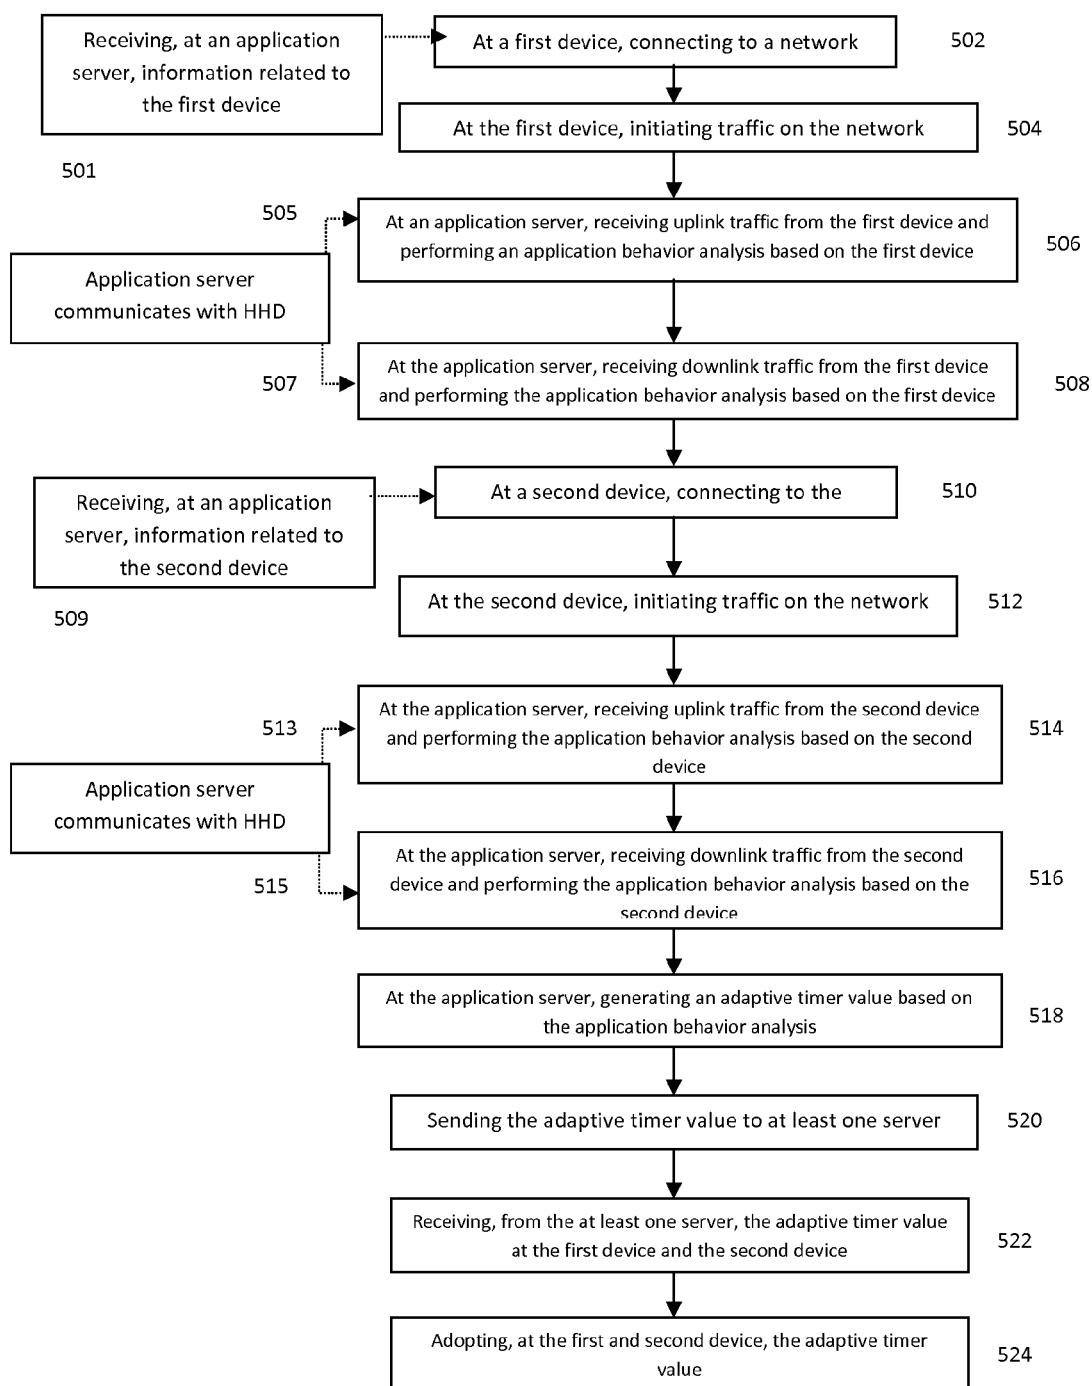 Receiving, at an application
server, information related to
the first device
501
At a first device, connecting to a network
502
At the first device, initiating traffic on the network
504
505
At an application server, receiving uplink traffic from the first device and
performing an application behavior analysis based on the first device
506
Application server
communicates with HHD
507
At the application server, receiving downlink traffic from the first device
and performing the application behavior analysis based on the first device
508
Receiving, at an application
server, information related to
the second device
509
At a second device, connecting to the
510
At the second device, initiating traffic on the network
512
513
At the application server, receiving uplink traffic from the second device
and performing the application behavior analysis based on the second
device
514
Application server
communicates with HHD
515
At the application server, receiving downlink traffic from the second
device and performing the application behavior analysis based on the
second device
516
At the application server, generating an adaptive timer value based on
the application behavior analysis
518
Sending the adaptive timer value to at least one server
520
Receiving, from the at least one server, the adaptive timer value
at the first device and the second device
522
Adopting, at the first and second device, the adaptive timer
value
524